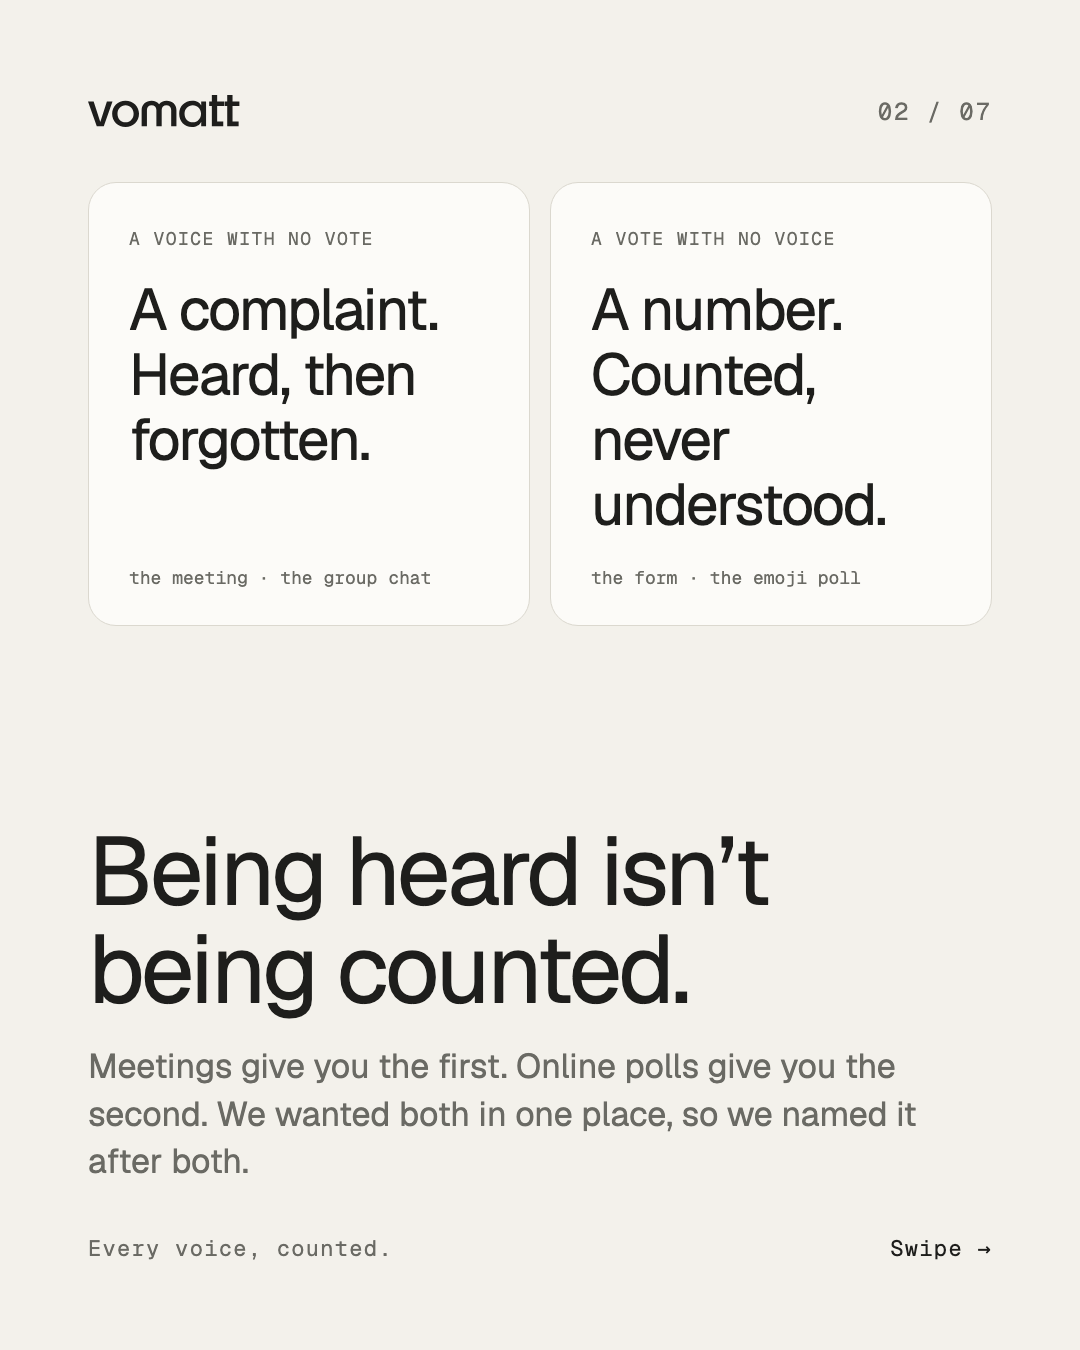 vomatt
02 / 07
A VOICE WITH NO VOTE
A complaint.
Heard, then
forgotten.
the meeting · the group chat
A VOTE WITH NO VOICE
A number.
Counted,
never
understood.
the form · the emoji poll
Being heard isn’t
being counted.
Meetings give you the first. Online polls give you the
second. We wanted both in one place, so we named it
after both.
Every voice, counted.
Swipe →